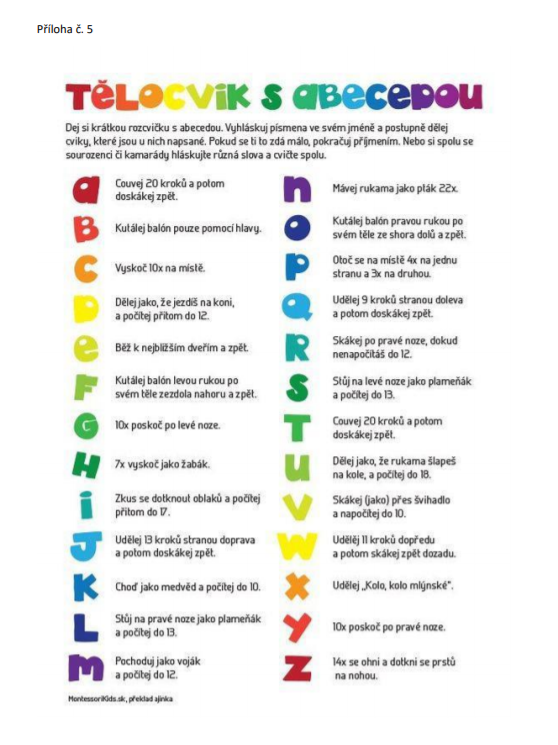 Příloha č. 5
TĚLOCVIK S ABECEDOU
Dej si krátkou rozcvičku s abecedou. Vyhláskuj písmena ve svém jméně a postupně dělej
cviky, které jsou u nich napsané. Pokud se ti to zdá málo, pokračuj příjmením. Nebo si spolu se
sourozenci či kamarády hláskujte různá slova a cvičte spolu.
a Couvej 20 kroků a potom
doskákej zpět.
B Kutálej balón pouze pomocí hlavy.
C Vyskoč 10x na místě.
D Dělej jako, že jezdíš na koni,
a počítej přitom do 12.
e Běž k nejbližším dveřím a zpět.
F Kutálej balón levou rukou po
svém těle zezdola nahoru a zpět.
G 10x poskoč po levé noze.
H 7x vyskoč jako žabák.
i Zkus se dotknout oblaků a počítej
přitom do 17.
J Udělej 13 kroků stranou doprava
a potom doskákej zpět.
K Choď jako medvěd a počítej do 10.
L Stůj na pravé noze jako plameňák
a počítej do 13.
m Pochoduj jako voják
a počítej do 12.
n Mávej rukama jako pták 22x.
O Kutálej balón pravou rukou po
svém těle ze shora dolů a zpět.
P Otoč se na místě 4x na jednu
stranu a 3x na druhou.
Q Udělej 9 kroků stranou doleva
a potom doskákej zpět.
R Skákej po pravé noze, dokud
nenapočítáš do 12.
S Stůj na levé noze jako plameňák
a počítej do 13.
T Couvej 20 kroků a potom
doskákej zpět.
u Dělej jako, že rukama šlapeš
na kole, a počítej do 18.
V Skákej (jako) přes švihadlo
a napočítej do 10.
W Udělěj 11 kroků dopředu
a potom skákej zpět dozadu.
X Udělej „Kolo, kolo mlýnské“.
Y 10x poskoč po pravé noze.
Z 14x se ohni a dotkni se prstů
na nohou.
MontessoriKids.sk, překlad ajinka